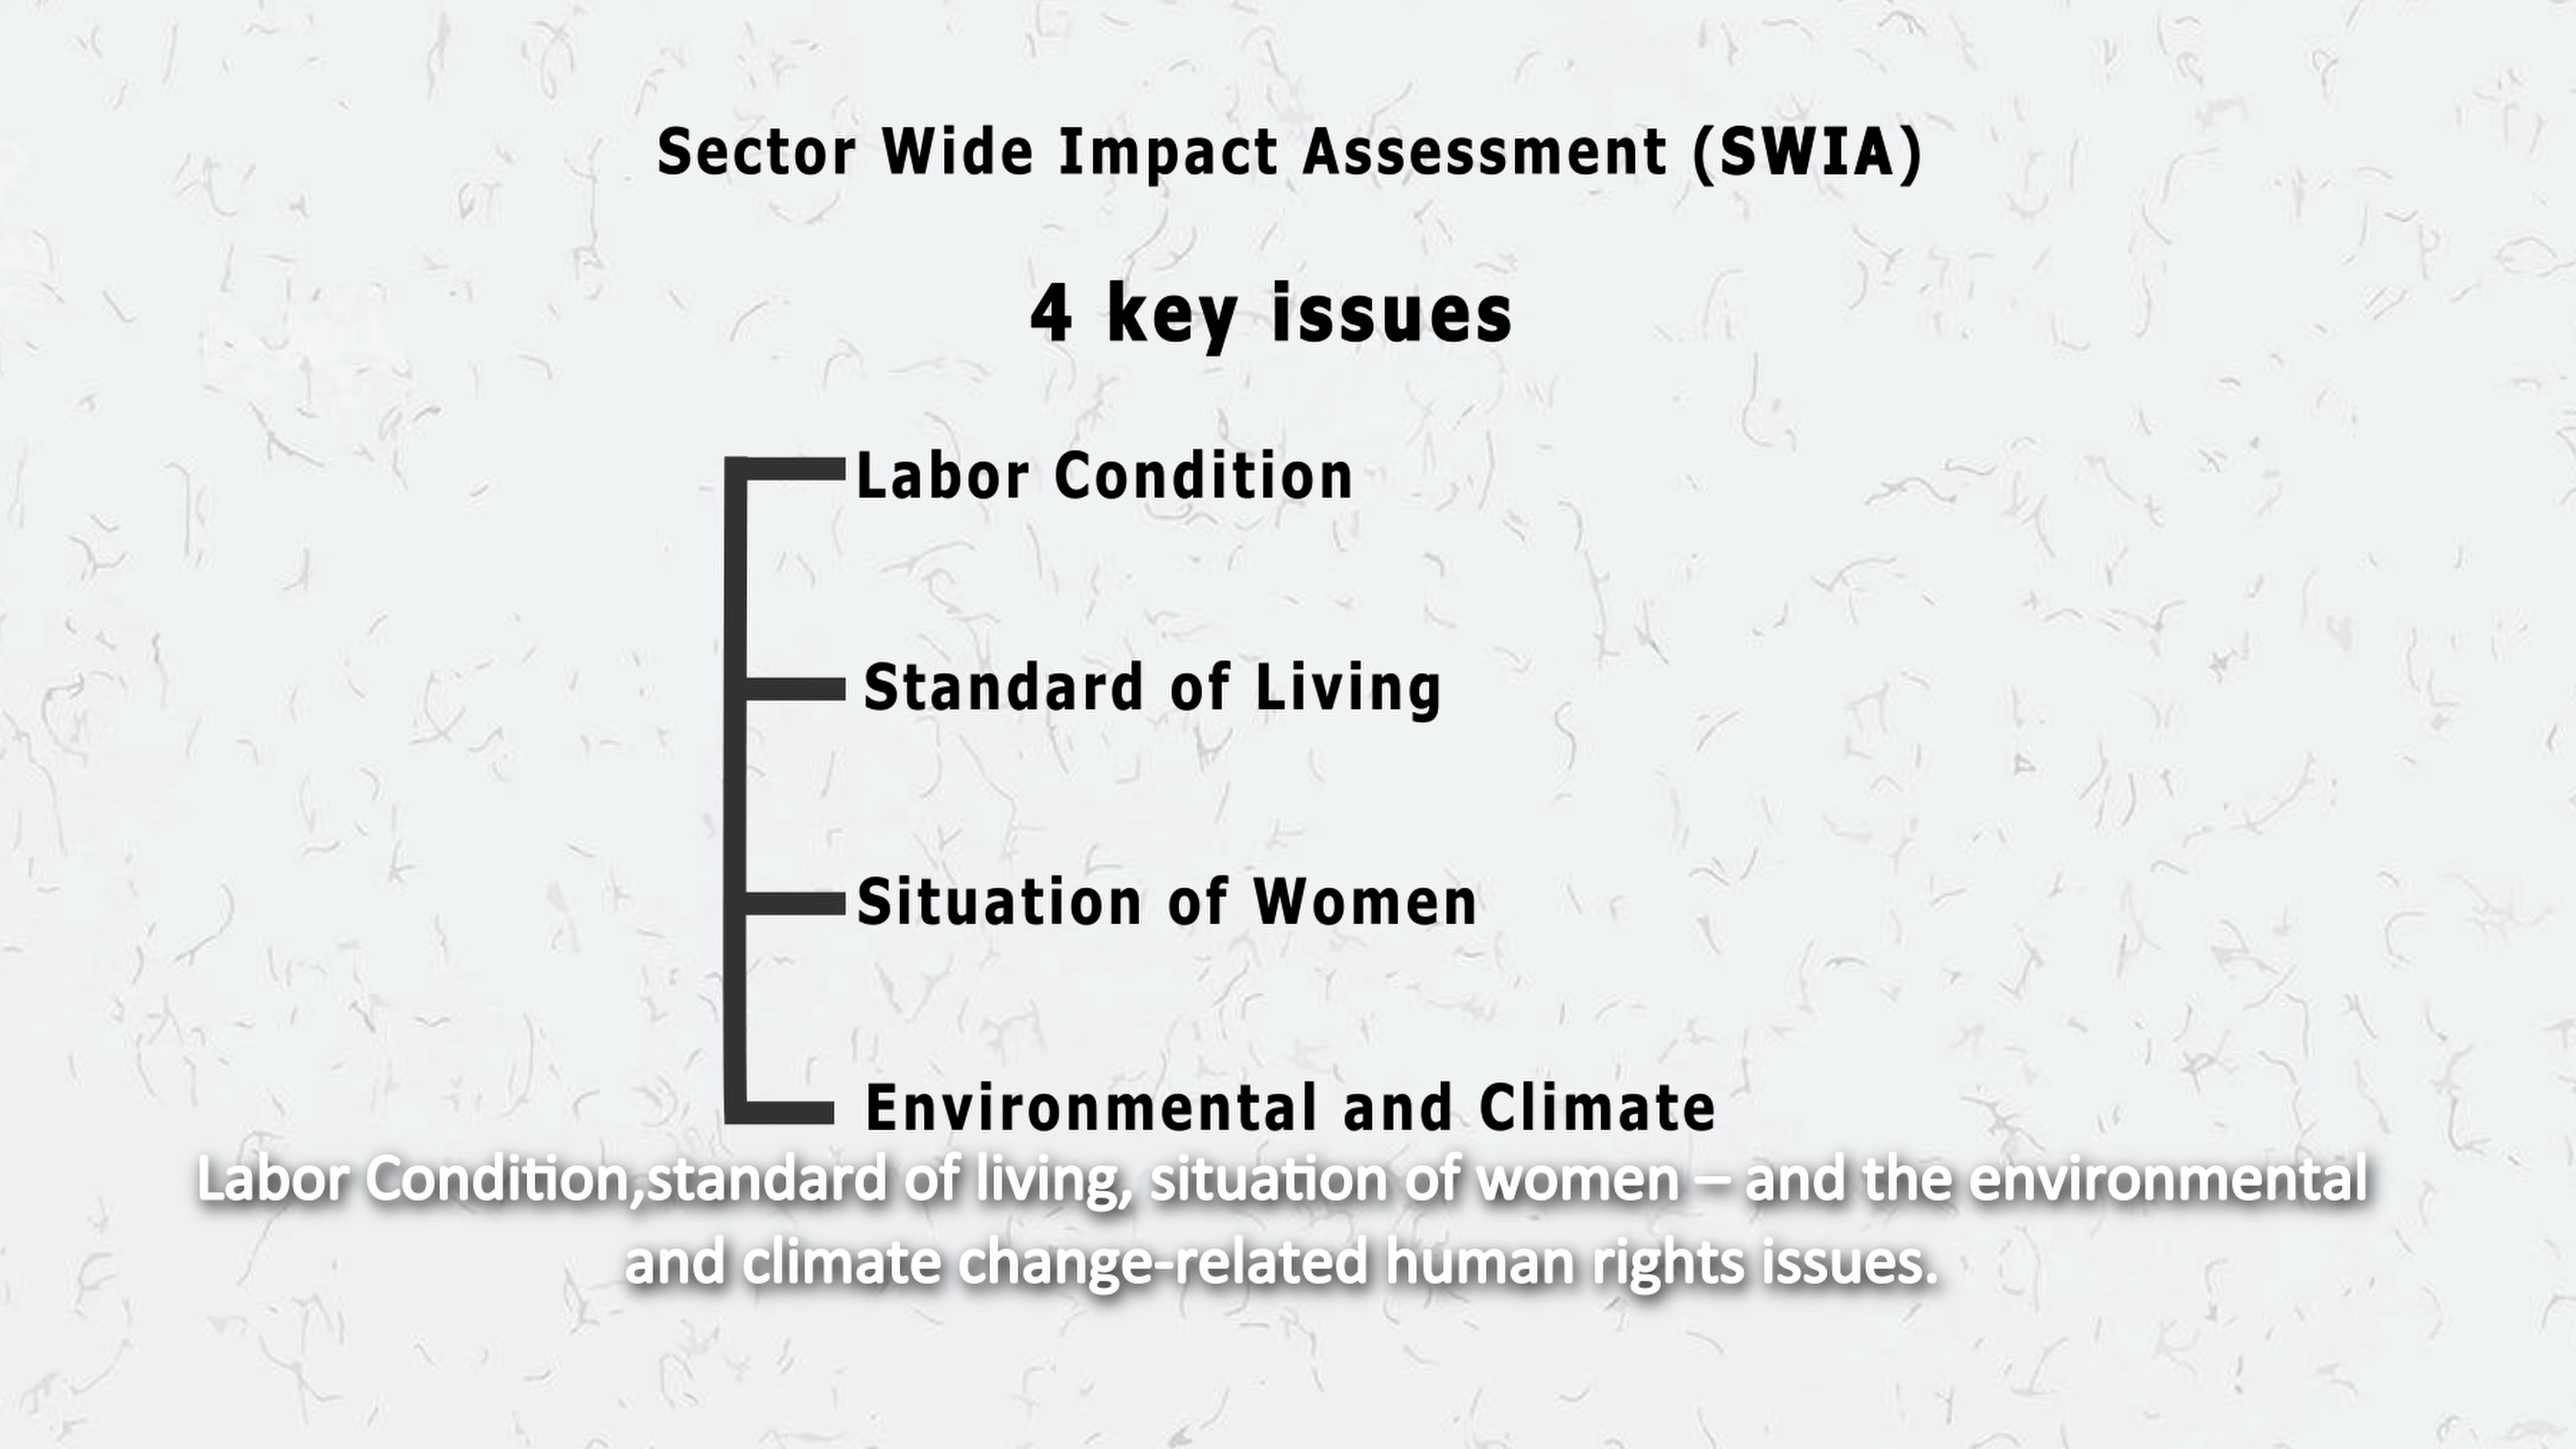 Sector Wide Impact Assessment (SWIA)
4 key issues
Labor Condition
Standard of Living
Situation of Women
Environmental and Climate
Labor Condition,standard of living, situation of women – and the environmental
and climate change-related human rights issues.